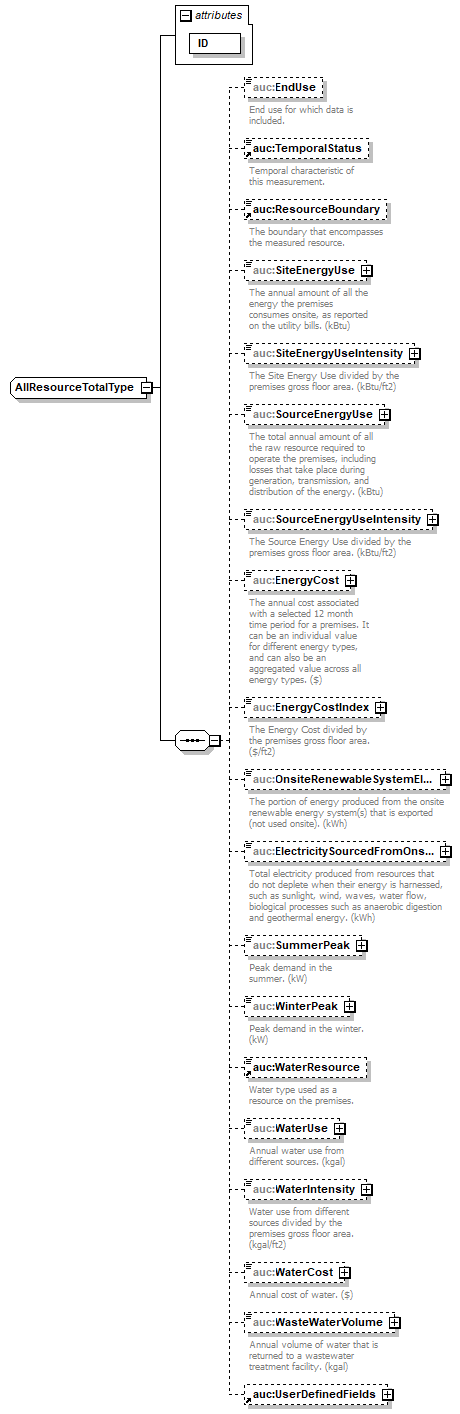 attributes
ID
auc:EndUse
End use for which data is
included.
auc:TemporalStatus
Temporal characteristic of
this measurement.
auc:ResourceBoundary
The boundary that encompasses
the measured resource.
auc:SiteEnergyUse
The annual amount of all the
energy the premises
consumes onsite, as reported
on the utility bills. (kBtu)
auc:SiteEnergyUseIntensity
The Site Energy Use divided by the
premises gross floor area. (kBtu/ft2)
AllResourceTotalType
auc:SourceEnergyUse
The total annual amount of all
the raw resource required to
operate the premises, including
losses that take place during
generation, transmission, and
distribution of the energy. (kBtu)
auc:SourceEnergyUseIntensity
The Source Energy Use divided by the
premises gross floor area. (kBtu/ft2)
auc:EnergyCost
The annual cost associated
with a selected 12 month
time period for a premises. It
can be an individual value
for different energy types,
and can also be an
aggregated value across all
energy types. ($)
auc:EnergyCostIndex
The Energy Cost divided by
the premises gross floor area.
($/ft2)
auc:OnsiteRenewableSystemEl...
The portion of energy produced from the onsite
renewable energy system(s) that is exported
(not used onsite). (kWh)
auc:ElectricitySourcedFromOns...
Total electricity produced from resources that
do not deplete when their energy is harnessed,
such as sunlight, wind, waves, water flow,
biological processes such as anaerobic digestion
and geothermal energy. (kWh)
auc:SummerPeak
Peak demand in the
summer. (kW)
auc:WinterPeak
Peak demand in the winter.
(kW)
auc:WaterResource
Water type used as a
resource on the premises.
auc:WaterUse
Annual water use from
different sources. (kgal)
auc:WaterIntensity
Water use from different
sources divided by the
premises gross floor area.
(kgal/ft2)
auc:WaterCost
Annual cost of water. ($)
auc:WasteWaterVolume
Annual volume of water that is
returned to a wastewater
treatment facility. (kgal)
auc:UserDefinedFields